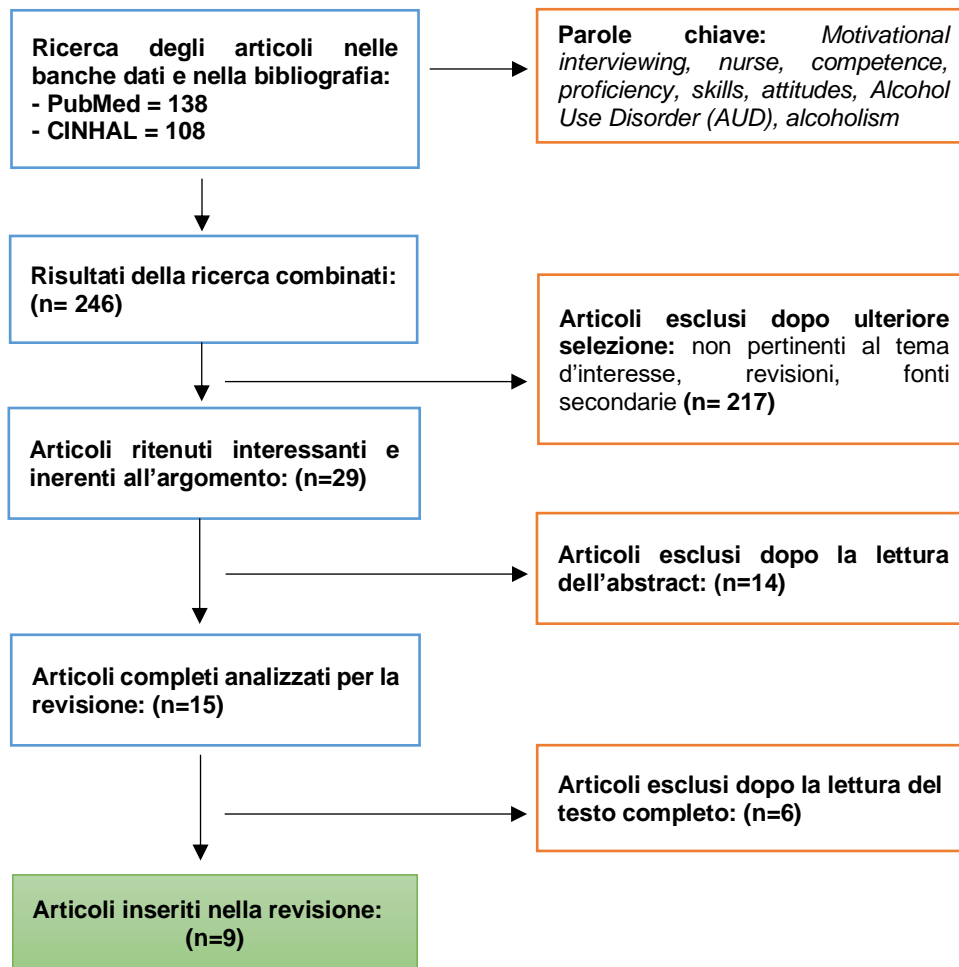 Ricerca degli articoli nelle
banche dati e nella bibliografia:
- PubMed = 138
- CINHAL = 108
Parole chiave: Motivational
interviewing, nurse, competence,
proficiency, skills, attitudes, Alcohol
Use Disorder (AUD), alcoholism
Risultati della ricerca combinati:
(n= 246)
Articoli esclusi dopo ulteriore
selezione: non pertinenti al tema
d’interesse, revisioni, fonti
secondarie (n= 217)
Articoli ritenuti interessanti e
inerenti all’argomento: (n=29)
Articoli esclusi dopo la lettura
dell’abstract: (n=14)
Articoli completi analizzati per la
revisione: (n=15)
Articoli esclusi dopo la lettura del
testo completo: (n=6)
Articoli inseriti nella revisione:
(n=9)